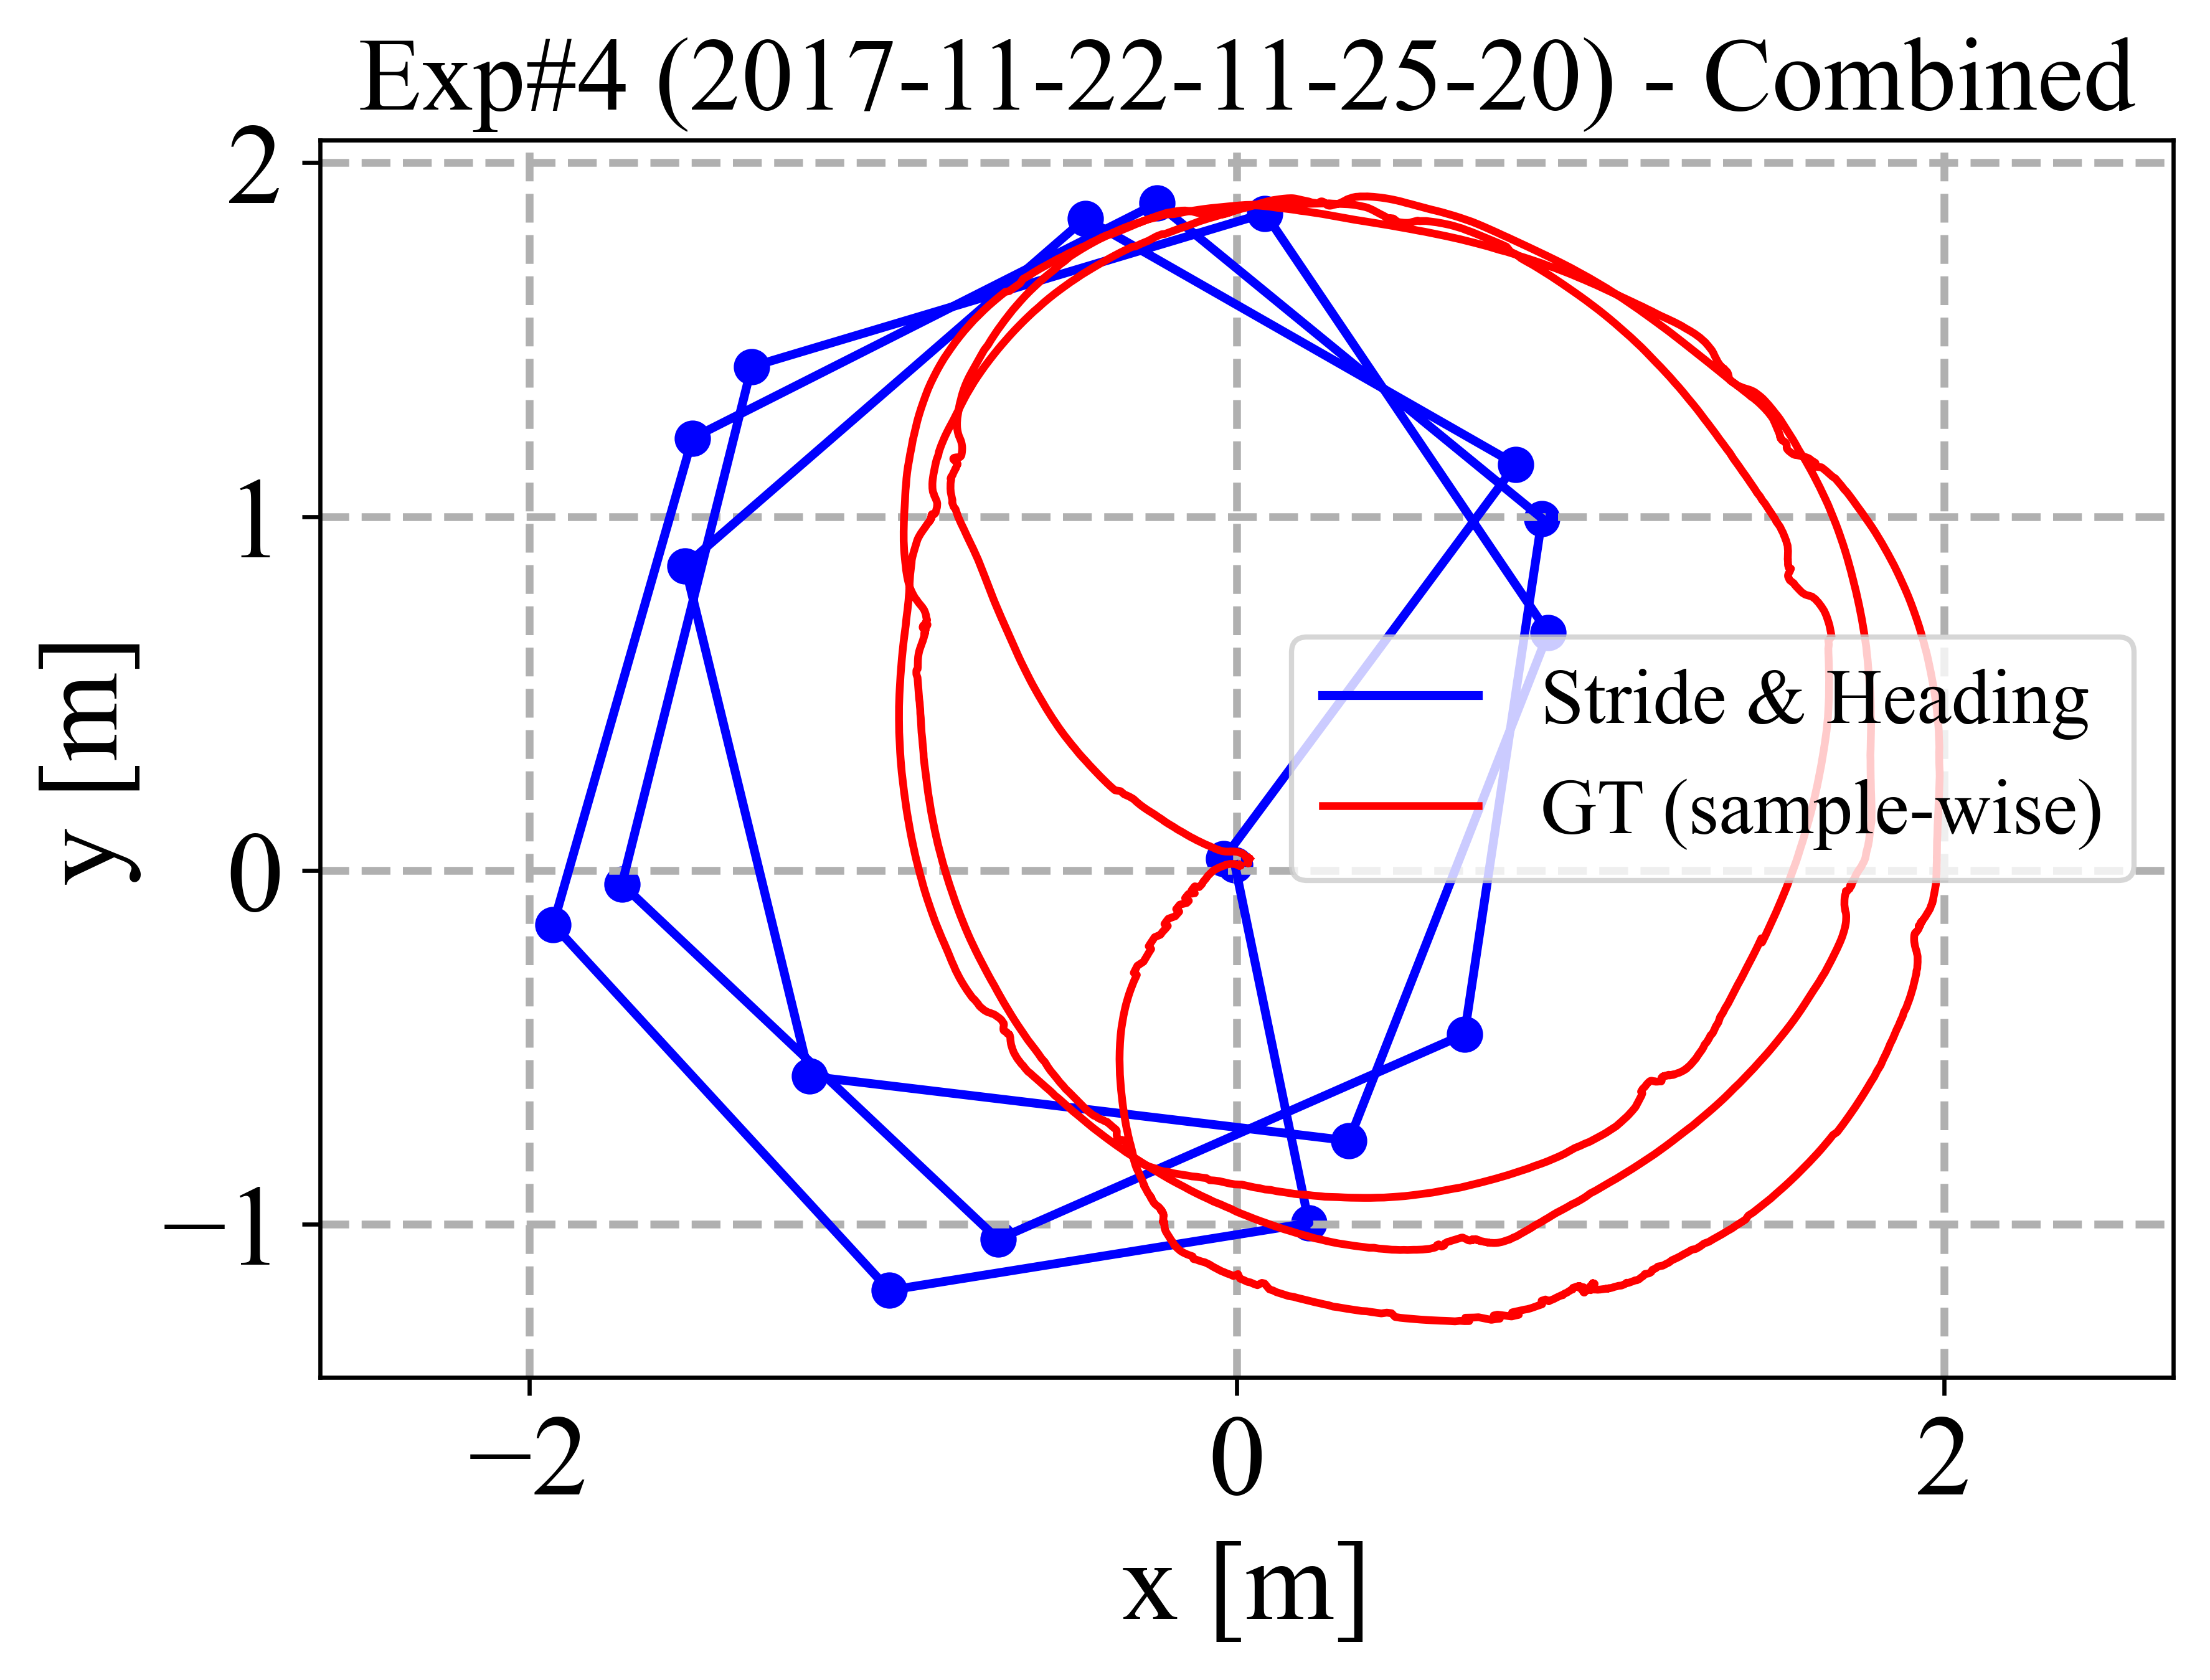 Exp#4 (2017-11-22-11-25-20) - Combined
2
1
0
−1
y [m]
Stride & Heading
GT (sample-wise)
−2
0
2
x [m]